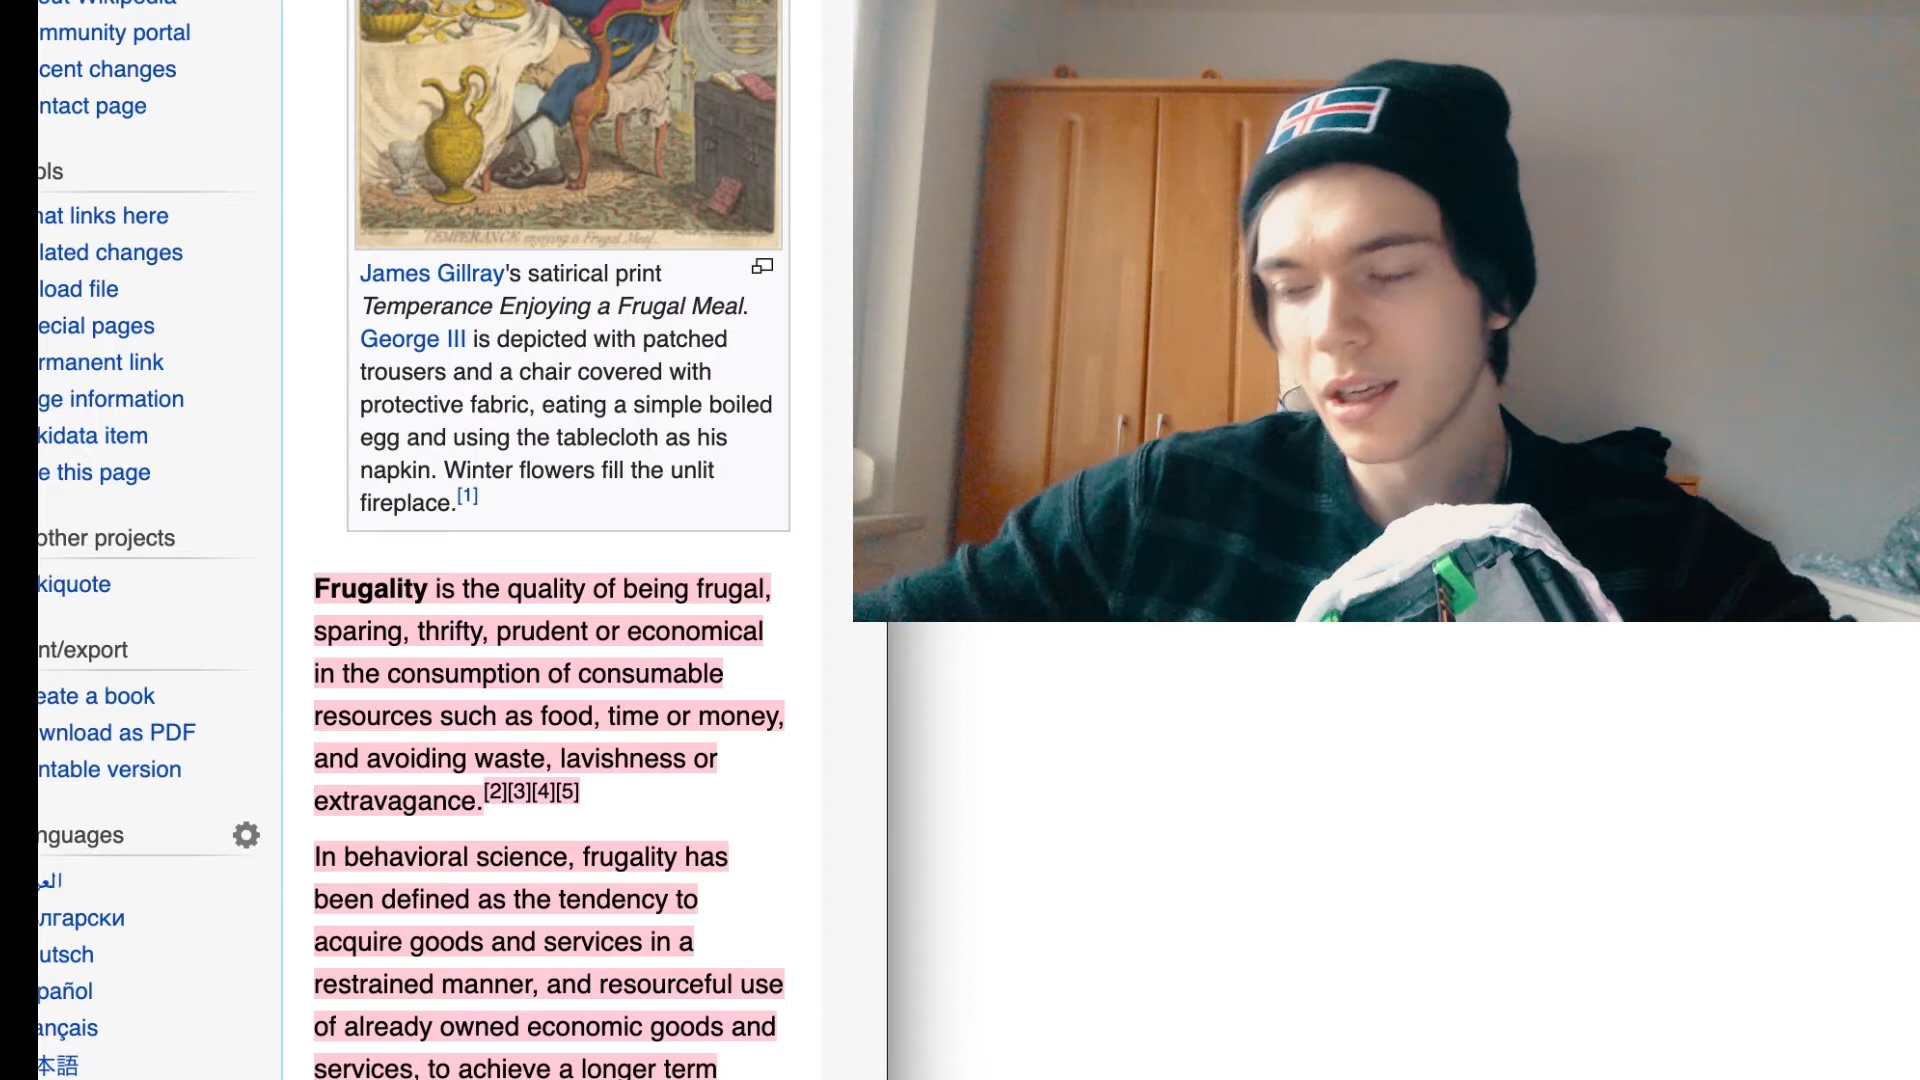 out Wikipedia
mmunity portal
cent changes
ntact page
ols
hat links here
lated changes
load file
ecial pages
rmanent link
ge information
kidata item
e this page
other projects
kiquote
nt/export
eate a book
wnload as PDF
ntable version
nguages
العر
лгарски
utsch
pañol
ançais
本語
TEMPERANCE enjoying a Frugal Meal.
James Gillray's satirical print
Temperance Enjoying a Frugal Meal.
George III is depicted with patched
trousers and a chair covered with
protective fabric, eating a simple boiled
egg and using the tablecloth as his
napkin. Winter flowers fill the unlit
fireplace.[1]
Frugality is the quality of being frugal,
sparing, thrifty, prudent or economical
in the consumption of consumable
resources such as food, time or money,
and avoiding waste, lavishness or
extravagance.[2][3][4][5]
In behavioral science, frugality has
been defined as the tendency to
acquire goods and services in a
restrained manner, and resourceful use
of already owned economic goods and
services, to achieve a longer term